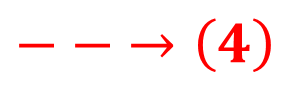 − − → (4)